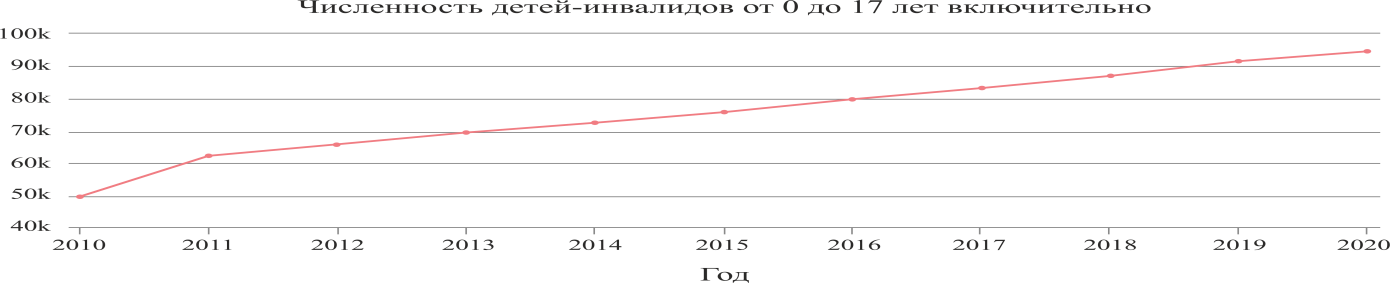 Численность детей-инвалидов от 0 до 17 лет включительно
100k
90k
80k
70k
60k
50k
40k
2010 2011 2012 2013 2014 2015 2016 2017 2018 2019 2020
Год